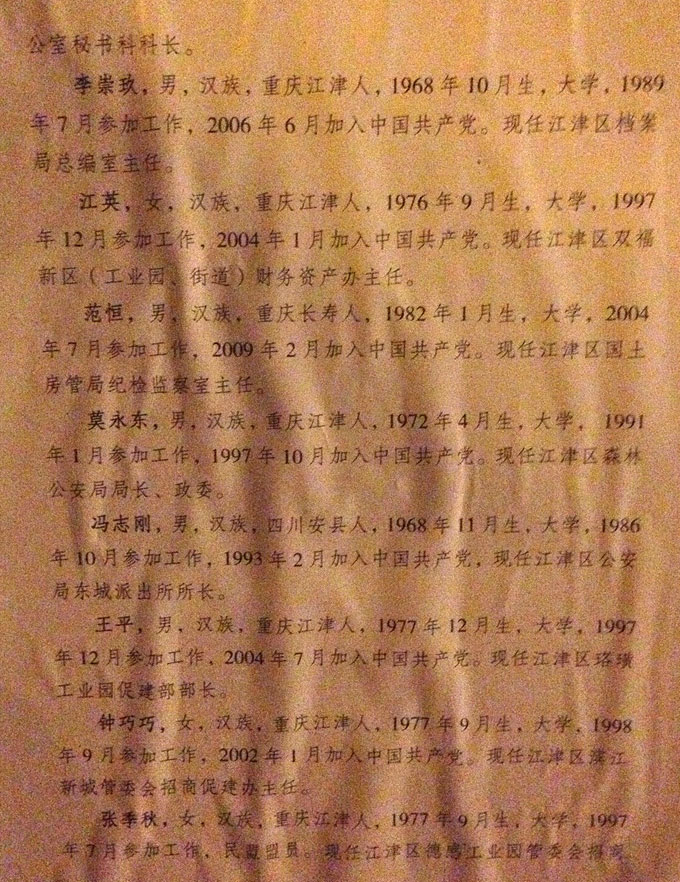 公室秘书科科长。
李崇玖，男，汉族，重庆江津人，1968年10月生，大学，1989
年7月参加工作，2006年6月加入中国共产党。现任江津区档案
局总编室主任。
江英，女，汉族，重庆江津人，1976年9月生，大学，1997
年12月参加工作，2004年1月加入中国共产党。现任江津区双福
新区（工业园、街道）财务资产办主任。
范恒，男，汉族，重庆长寿人，1982年1月生，大学，2004
年7月参加工作，2009年2月加入中国共产党。现任江津区国土
房管局纪检监察室主任。
莫永东，男，汉族，重庆江津人，1972年4月生，大学，1991
年1月参加工作，1997年10月加入中国共产党。现任江津区森林
公安局局长、政委。
冯志刚，男，汉族，四川安县人，1968年11月生，大学，1986
年10月参加工作，1993年2月加入中国共产党，现任江津区公安
局东城派出所所长。
王平，男，汉族，重庆江津人，1977年12月生，大学，1997
年12月参加工作，2004年7月加入中国共产党。现任江津区珞璜
工业园促建部部长。
钟巧巧，女，汉族，重庆江津人，1977年9月生，大学，1998
年9月参加工作，2002年1月加入中国共产党。现任江津区滨江
新城管委会招商促建办主任。
张季秋，女，汉族，重庆江津人，1977年9月生，大学，1997
年7月参加工作，民盟盟员。现任江津区德感工业园管委会招商